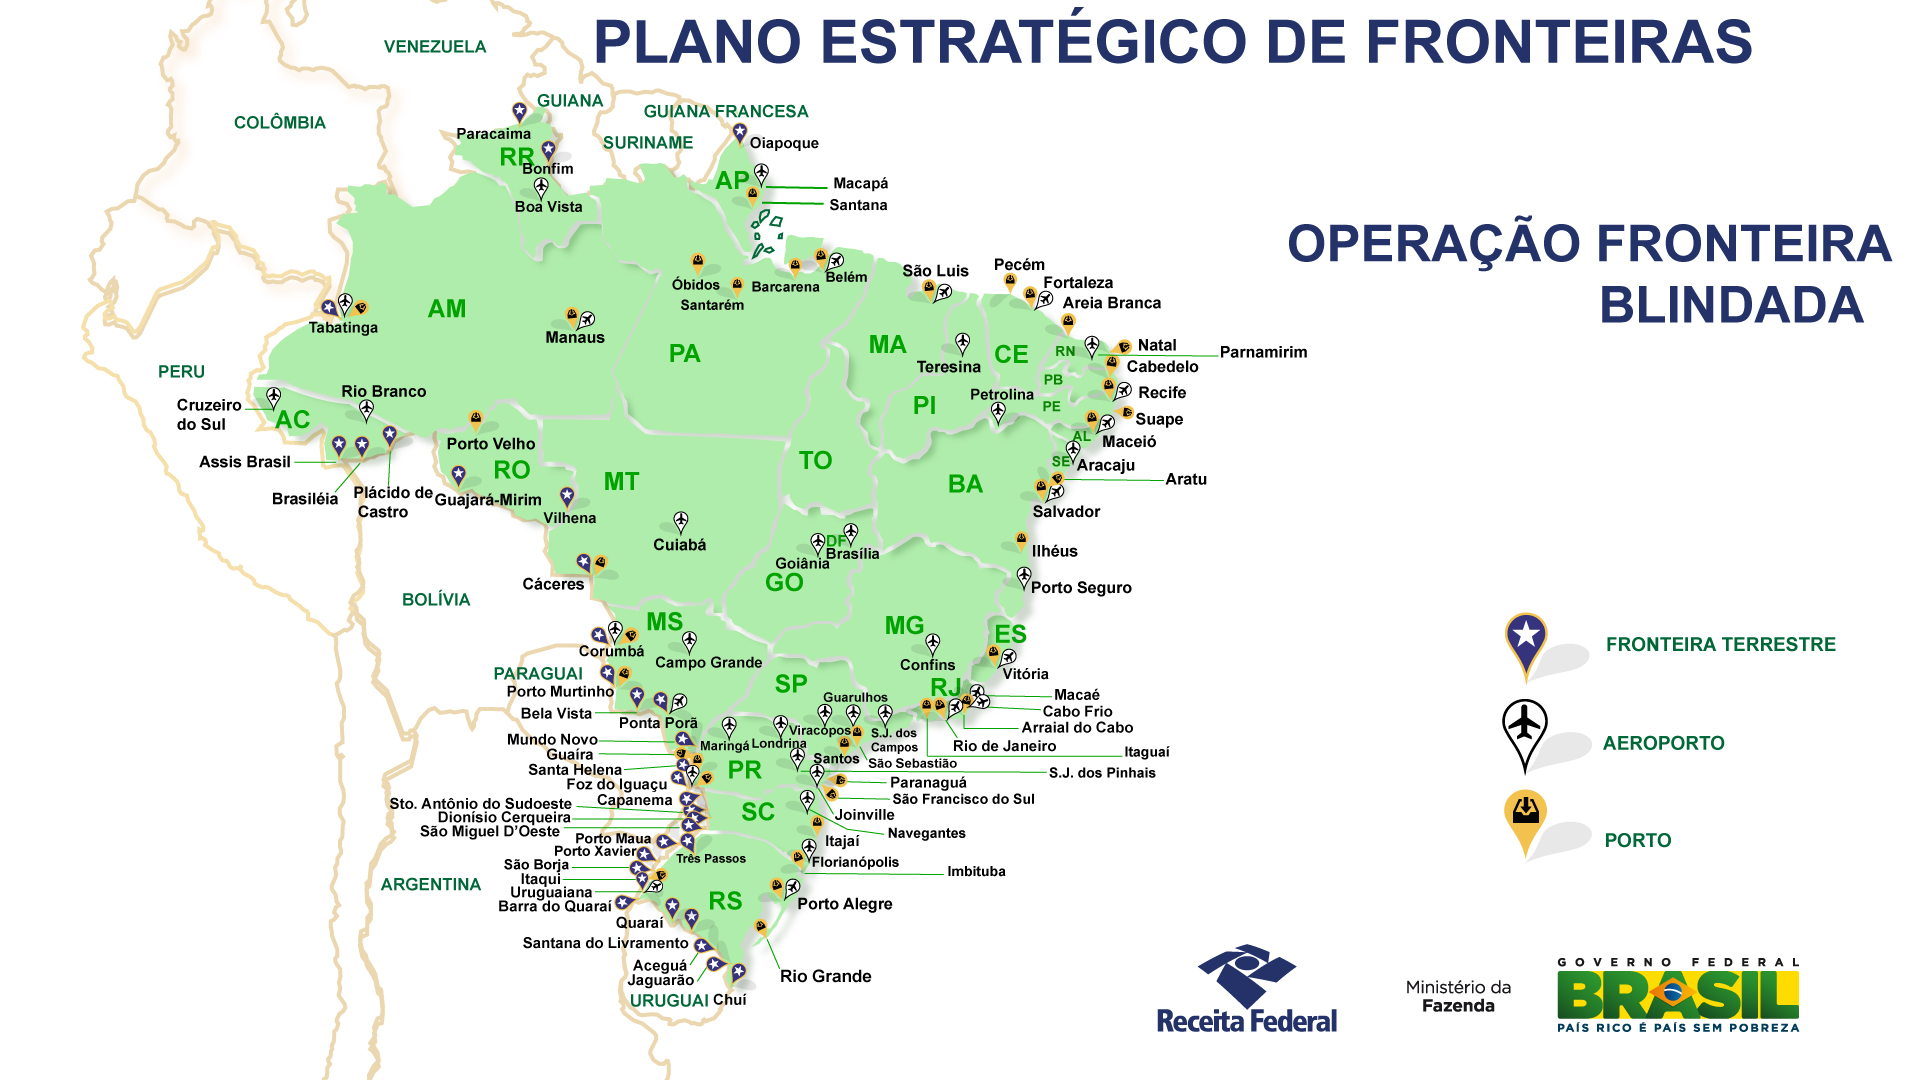 PLANO ESTRATÉGICO DE FRONTEIRAS
OPERAÇÃO FRONTEIRA
BLINDADA
VENEZUELA
COLÔMBIA
GUIANA
GUIANA FRANCESA
SURINAME
PERU
BOLÍVIA
PARAGUAI
ARGENTINA
URUGUAI
Paracaima
RR
Bonfim
Boa Vista
Oiapoque
AP
Macapá
Santana
Óbidos
Santarém
Barcarena
Belém
São Luis
Pecém
Fortaleza
Areia Branca
Tabatinga
AM
Manaus
PA
MA
Teresina
CE
RN
Natal
Parnamirim
Cabedelo
PB
Recife
PE
Suape
Petrolina
PI
AL
Maceió
SE
Aracaju
Cruzeiro
do Sul
Rio Branco
AC
Assis Brasil
Brasiléia
Plácido de
Castro
Porto Velho
RO
Guajará-Mirim
Vilhena
MT
Cuiabá
TO
BA
Aratu
Salvador
Ilhéus
Porto Seguro
Cáceres
DF
Brasília
Goiânia
GO
MS
Corumbá
Campo Grande
MG
Confins
ES
Vitória
Porto Murtinho
Bela Vista
Ponta Porã
SP
Guarulhos
Viracopos
S.J. dos
Campos
RJ
Macaé
Cabo Frio
Arraial do Cabo
Rio de Janeiro
Itaguaí
Mundo Novo
Guaíra
Santa Helena
Foz do Iguaçu
Capanema
Maringá
Londrina
Santos
São Sebastião
PR
S.J. dos Pinhais
Paranaguá
São Francisco do Sul
Sto. Antônio do Sudoeste
Dionísio Cerqueira
São Miguel D’Oeste
SC
Joinville
Navegantes
Itajaí
Florianópolis
Imbituba
Porto Maua
Porto Xavier
Três Passos
São Borja
Itaqui
Uruguaiana
Barra do Quaraí
RS
Porto Alegre
Quaraí
Santana do Livramento
Aceguá
Jaguarão
Chuí
Rio Grande
FRONTEIRA TERRESTRE
AEROPORTO
PORTO
Receita Federal
Ministério da
Fazenda
GOVERNO FEDERAL
BRASIL
PAÍS RICO É PAÍS SEM POBREZA